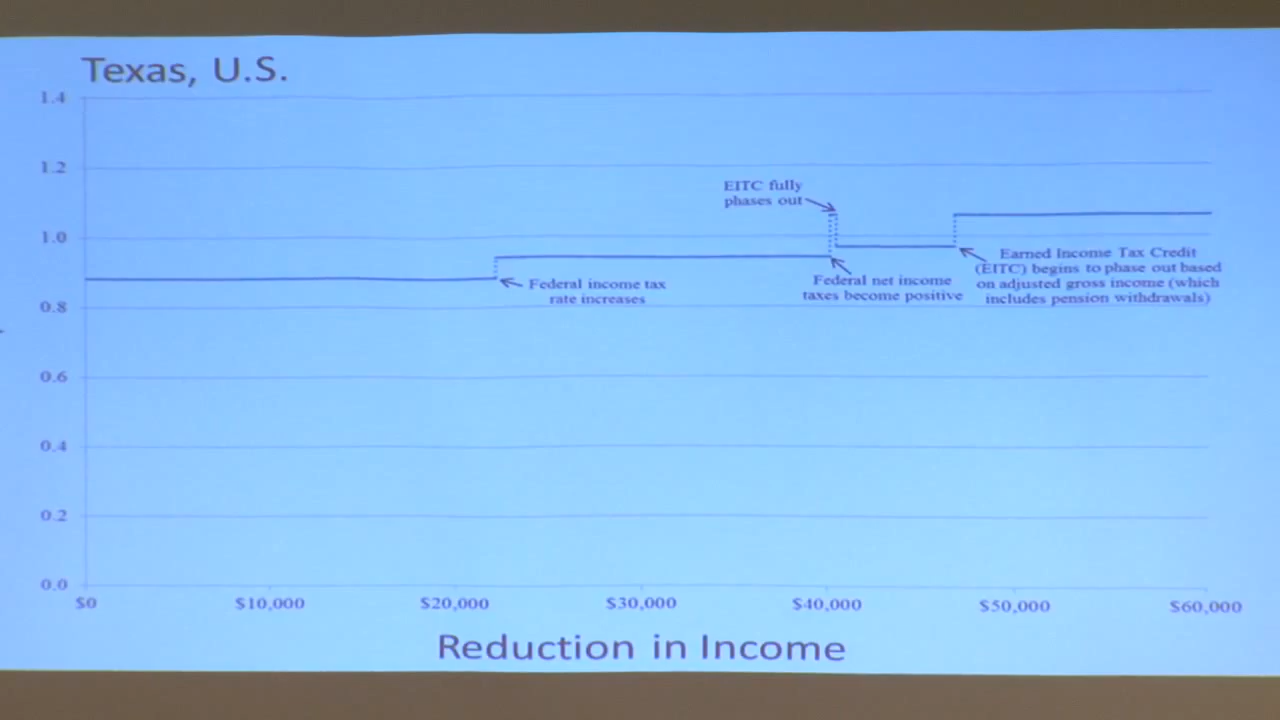 Texas, U.S.
1.4
1.2
1.0
0.8
0.6
0.4
0.2
0.0
EITC fully
phases out
Federal income tax
rate increases
Federal net income
taxes become positive
Earned Income Tax Credit
(EITC) begins to phase out based
on adjusted gross income (which
includes pension withdrawals)
$0
$10,000
$20,000
$30,000
$40,000
$50,000
$60,000
Reduction in Income